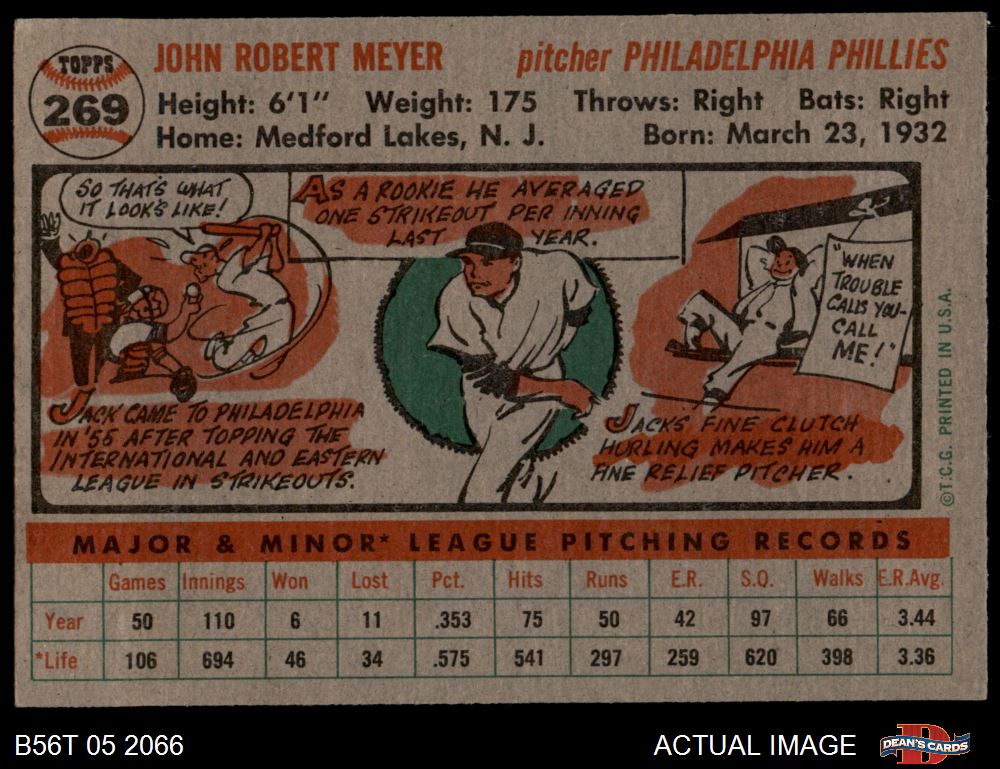 TOPPS
269
JOHN ROBERT MEYER pitcher PHILADELPHIA PHILLIES
Height: 6'1" Weight: 175 Throws: Right Bats: Right
Home: Medford Lakes, N. J. Born: March 23, 1932
SO THAT'S WHAT
IT LOOKS LIKE!
AS A ROOKIE HE AVERAGED
ONE STRIKEOUT PER INNING
LAST YEAR.
"WHEN
TROUBLE
CALLS YOU-
CALL
ME!"
JACK CAME TO PHILADELPHIA
IN '55 AFTER TOPPING THE
INTERNATIONAL AND EASTERN
LEAGUE IN STRIKEOUTS.
JACK'S FINE CLUTCH
HURLING MAKES HIM A
FINE RELIEF PITCHER.
©T.C.G. PRINTED IN U.S.A.
MAJOR & MINOR* LEAGUE PITCHING RECORDS
Games Innings Won Lost Pct. Hits Runs E.R. S.O. Walks E.R.Avg.
Year 50 110 6 11 .353 75 50 42 97 66 3.44
*Life 106 694 46 34 .575 541 297 259 620 398 3.36
B56T 05 2066 ACTUAL IMAGE DEAN'S CARDS